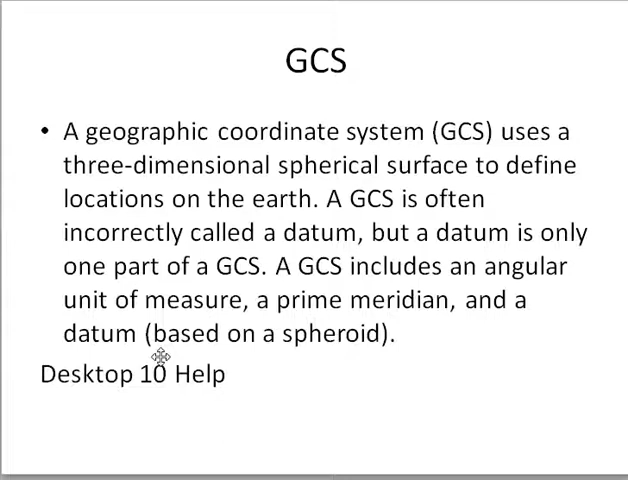 GCS
• A geographic coordinate system (GCS) uses a
three-dimensional spherical surface to define
locations on the earth. A GCS is often
incorrectly called a datum, but a datum is only
one part of a GCS. A GCS includes an angular
unit of measure, a prime meridian, and a
datum (based on a spheroid).
Desktop 10 Help